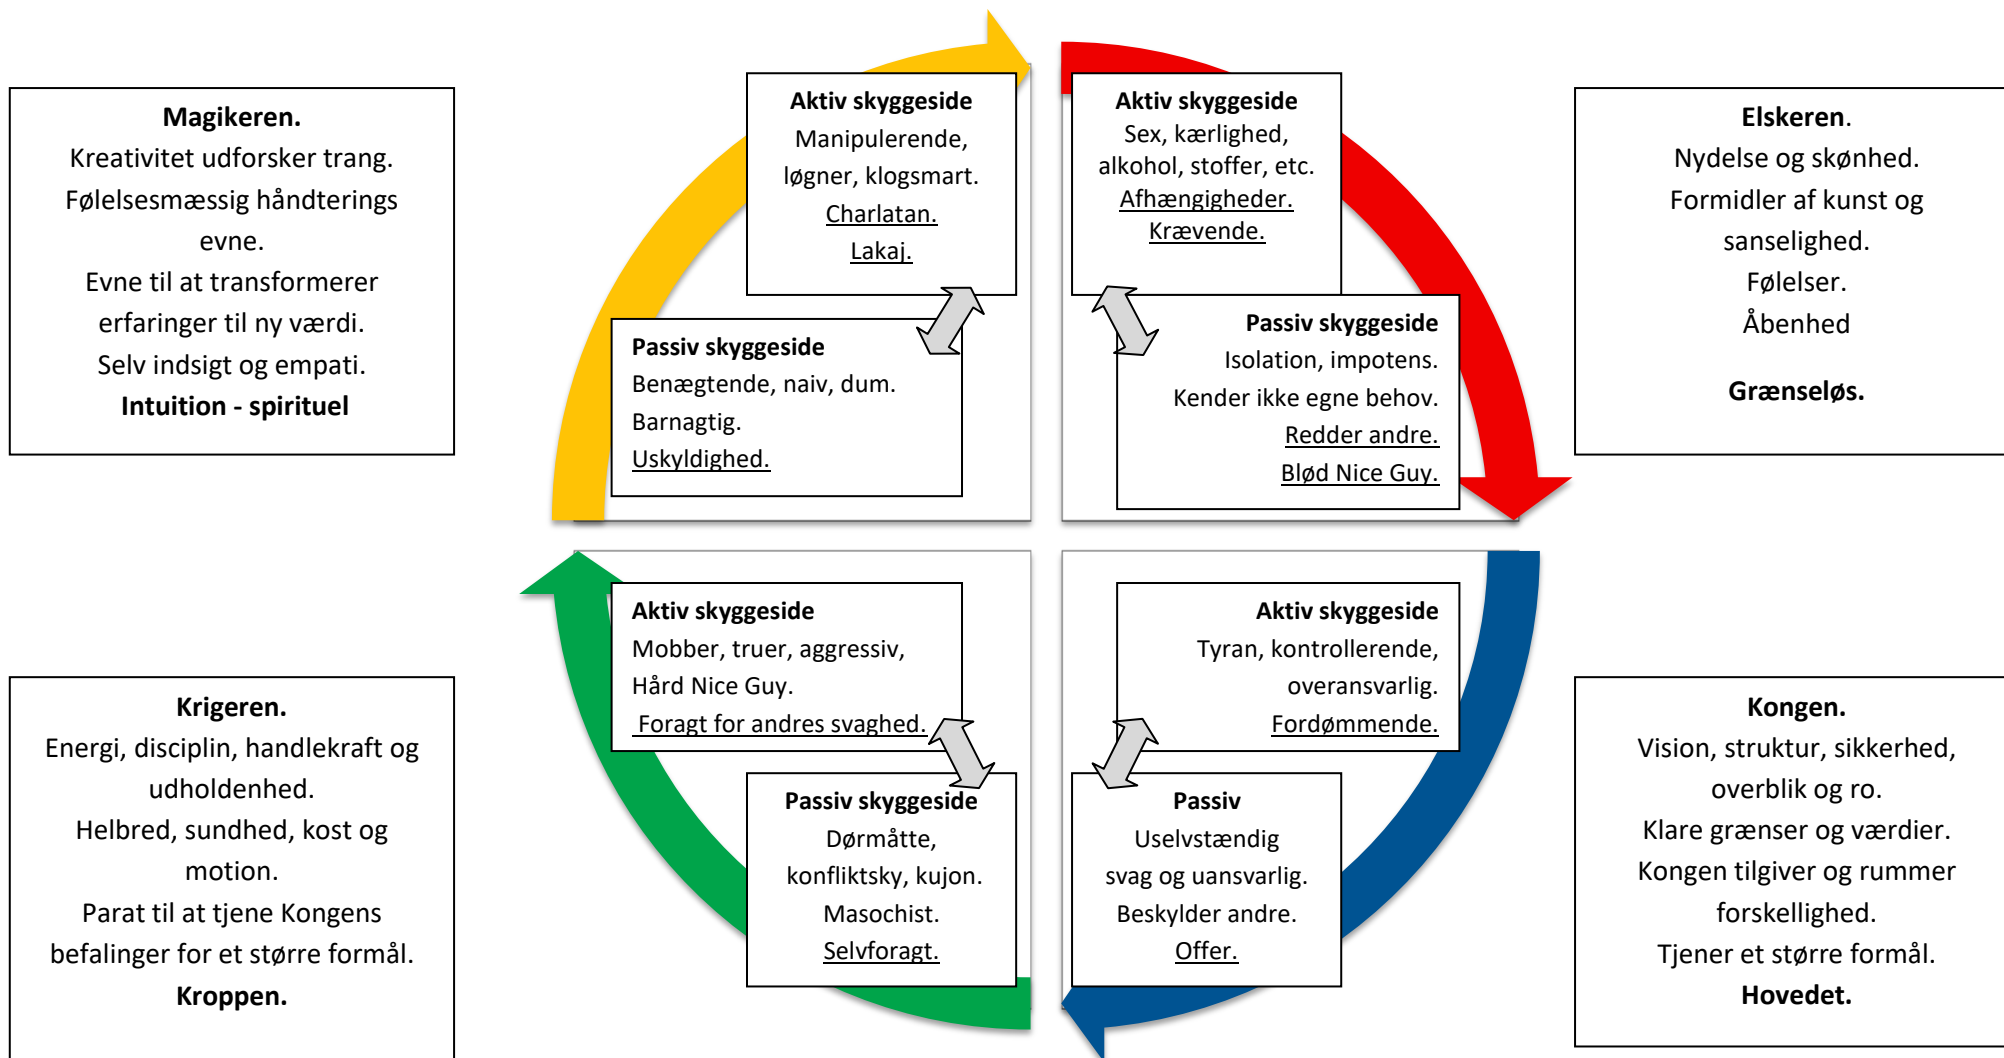 Magikeren.
Kreativitet udforsker trang.
Følelsesmæssig håndterings
evne.
Evne til at transformerer
erfaringer til ny værdi.
Selv indsigt og empati.
Intuition - spirituel
Aktiv skyggeside
Manipulerende,
løgner, klogsmart.
Charlatan.
Lakaj.
Passiv skyggeside
Benægtende, naiv, dum.
Barnagtig.
Uskyldighed.
Aktiv skyggeside
Sex, kærlighed,
alkohol, stoffer, etc.
Afhængigheder.
Krævende.
Passiv skyggeside
Isolation, impotens.
Kender ikke egne behov.
Redder andre.
Blød Nice Guy.
Elskeren.
Nydelse og skønhed.
Formidler af kunst og
sanselighed.
Følelser.
Åbenhed
Grænseløs.
Krigeren.
Energi, disciplin, handlekraft og
udholdenhed.
Helbred, sundhed, kost og
motion.
Parat til at tjene Kongens
befalinger for et større formål.
Kroppen.
Aktiv skyggeside
Mobber, truer, aggressiv,
Hård Nice Guy.
Foragt for andres svaghed.
Passiv skyggeside
Dørmåtte,
konfliktsky, kujon.
Masochist.
Selvforagt.
Aktiv skyggeside
Tyran, kontrollerende,
overansvarlig.
Fordømmende.
Passiv
Uselvstændig
svag og uansvarlig.
Beskylder andre.
Offer.
Kongen.
Vision, struktur, sikkerhed,
overblik og ro.
Klare grænser og værdier.
Kongen tilgiver og rummer
forskellighed.
Tjener et større formål.
Hovedet.